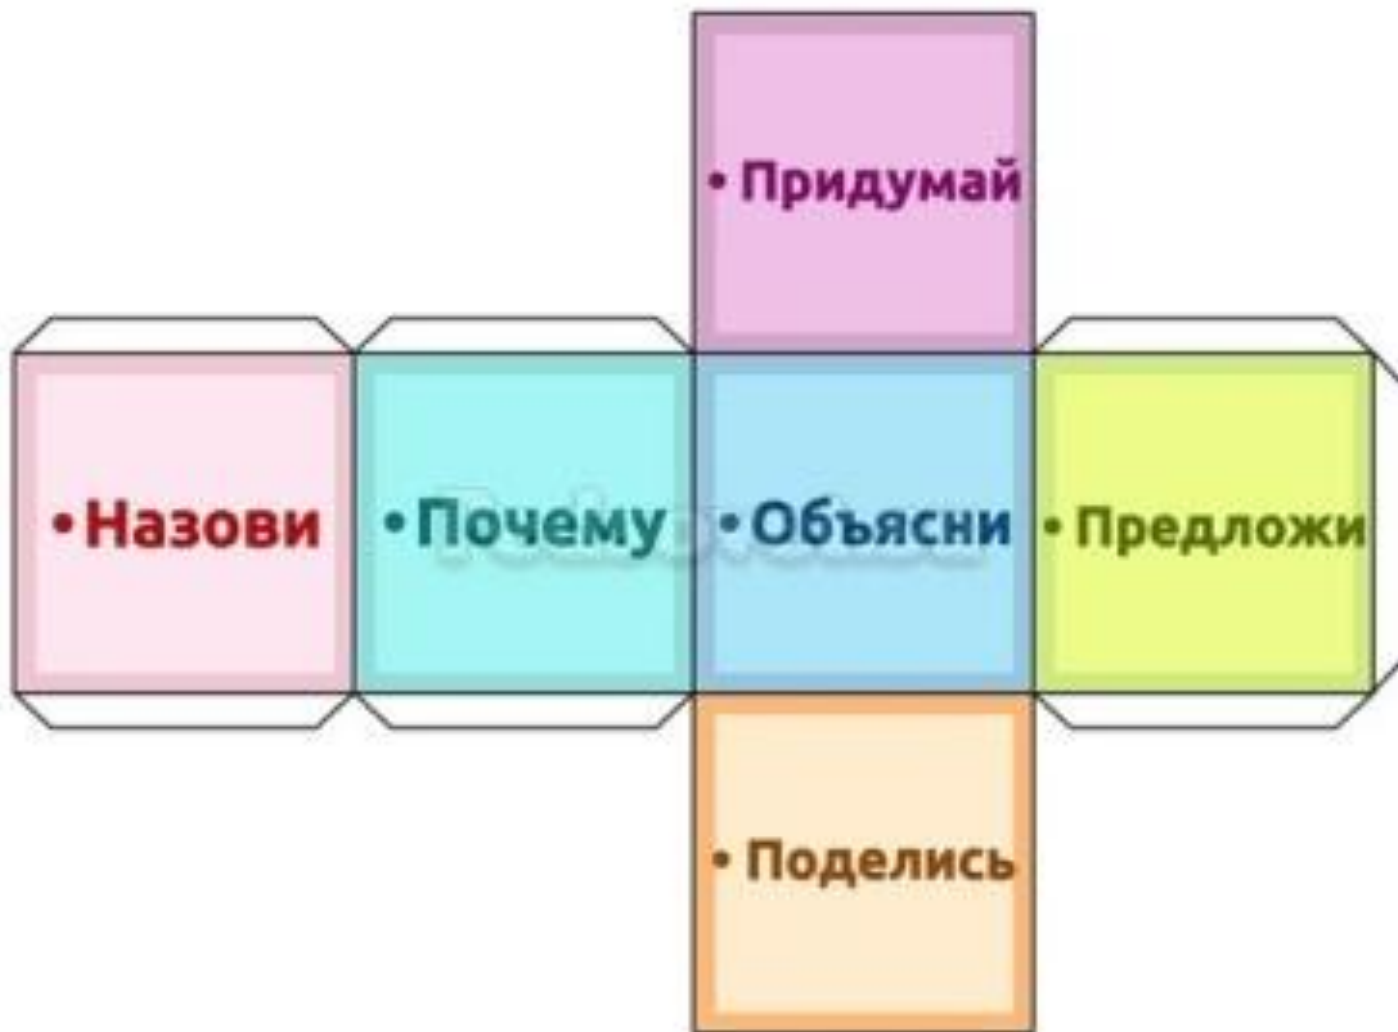 • Придумай
• Назови
• Почему
• Объясни
• Предложи
• Поделись